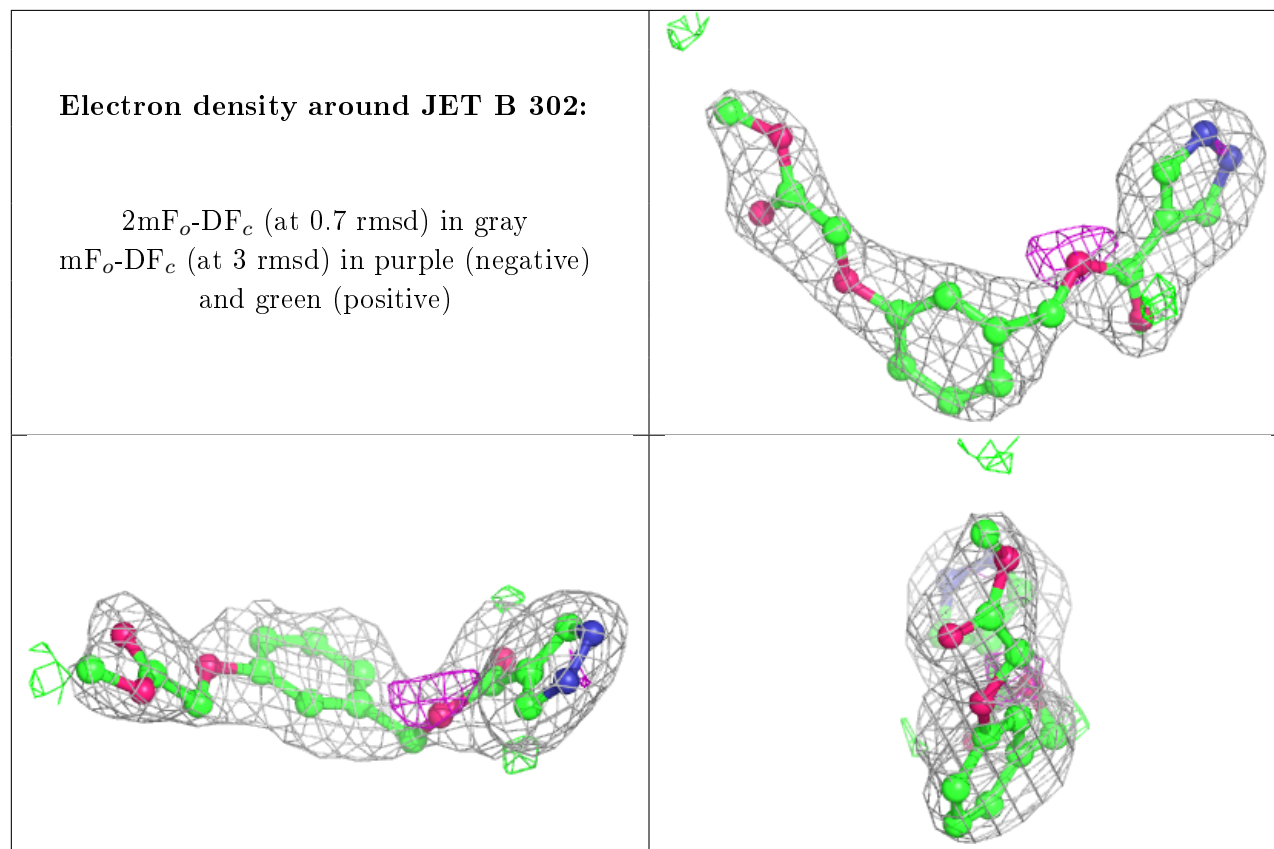 Electron density around JET B 302:
2mFₒ-DF𝑐 (at 0.7 rmsd) in gray
mFₒ-DF𝑐 (at 3 rmsd) in purple (negative)
and green (positive)